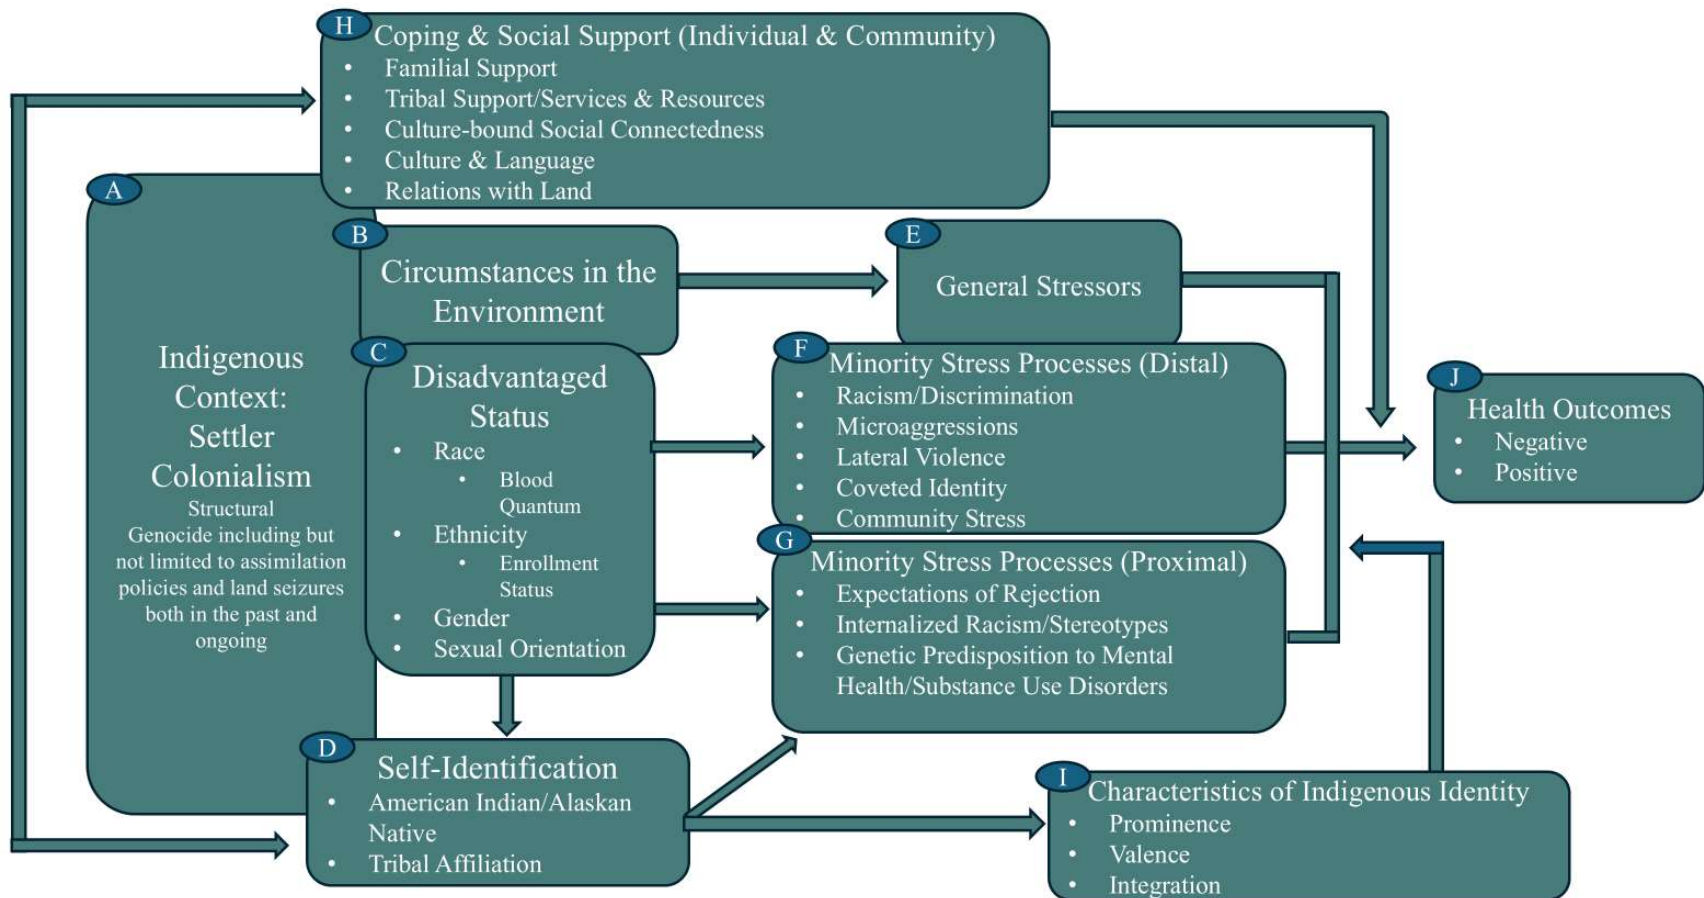 H
Coping & Social Support (Individual & Community)
• Familial Support
• Tribal Support/Services & Resources
• Culture-bound Social Connectedness
• Culture & Language
• Relations with Land
A
Indigenous
Context:
Settler
Colonialism
Structural
Genocide including but
not limited to assimilation
policies and land seizures
both in the past and
ongoing
B
Circumstances in the
Environment
C
Disadvantaged
Status
• Race
• Blood
Quantum
• Ethnicity
• Enrollment
Status
• Gender
• Sexual Orientation
D
Self-Identification
• American Indian/Alaskan
Native
• Tribal Affiliation
E
General Stressors
F
Minority Stress Processes (Distal)
• Racism/Discrimination
• Microaggressions
• Lateral Violence
• Coveted Identity
• Community Stress
G
Minority Stress Processes (Proximal)
• Expectations of Rejection
• Internalized Racism/Stereotypes
• Genetic Predisposition to Mental
Health/Substance Use Disorders
I
Characteristics of Indigenous Identity
• Prominence
• Valence
• Integration
J
Health Outcomes
• Negative
• Positive